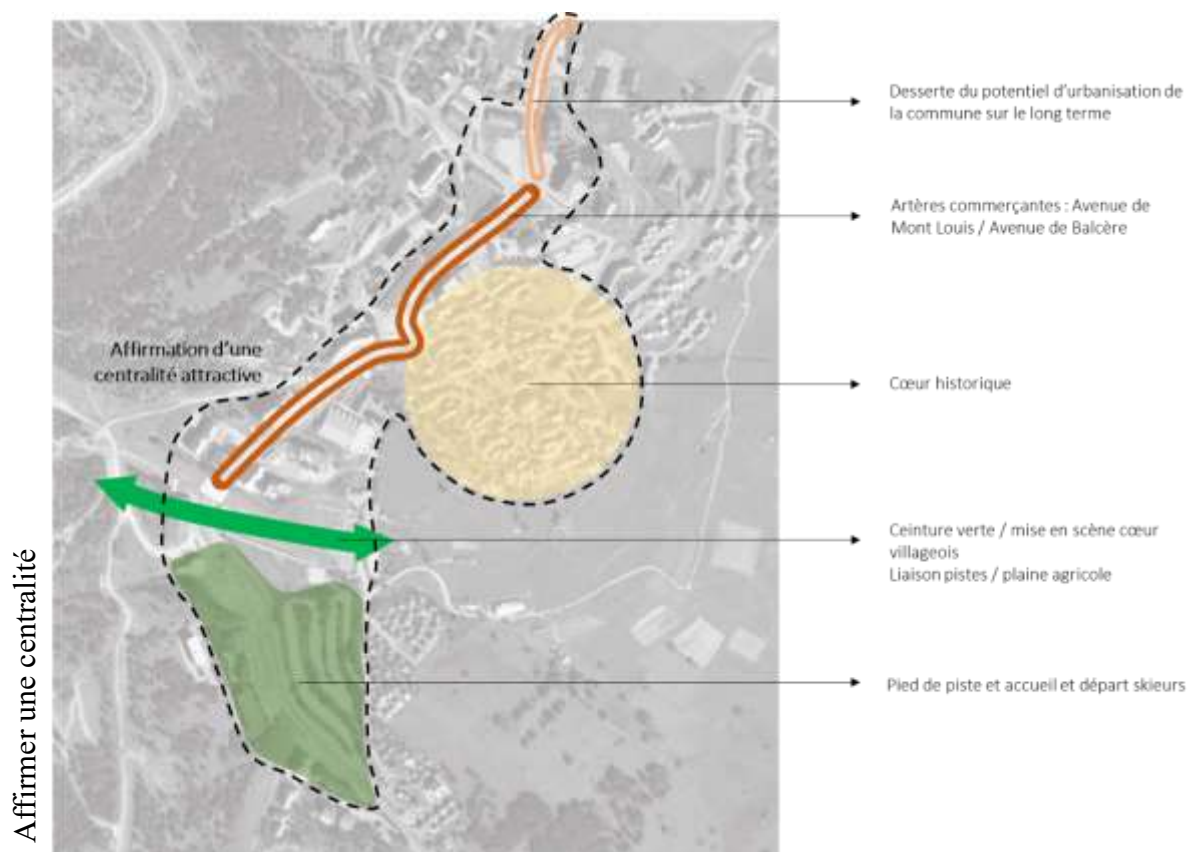 Desserte du potentiel d'urbanisation de
la commune sur le long terme
Artères commerçantes : Avenue de
Mont Louis / Avenue de Balcère
Affirmation d'une
centralité attractive
Cœur historique
Ceinture verte / mise en scène cœur
villageois
Liaison pistes / plaine agricole
Pied de piste et accueil et départ skieurs
Affirmer une centralité